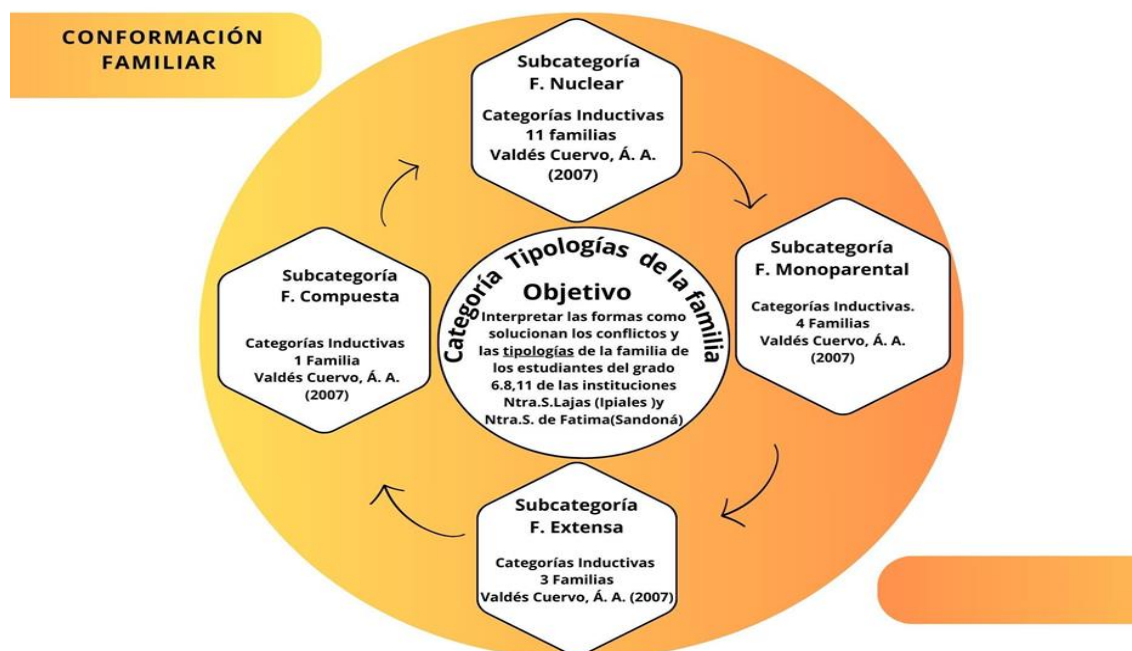 CONFORMACIÓN
FAMILIAR
Subcategoría
F. Nuclear
Categorías Inductivas
11 familias
Valdés Cuervo, Á. A.
(2007)
Subcategoría
F. Monoparental
Categorías Inductivas.
4 Familias
Valdés Cuervo, Á. A.
(2007)
Subcategoría
F. Extensa
Categorías Inductivas
3 Familias
Valdés Cuervo, Á. A. (2007)
Subcategoría
F. Compuesta
Categorías Inductivas
1 Familia
Valdés Cuervo, Á. A.
(2007)
Categoría Tipologías de la familia
Objetivo
Interpretar las formas como
solucionan los conflictos y
las tipologías de la familia de
los estudiantes del grado
6.8,11 de las instituciones
Ntra.S.Lajas (Ipiales )y
Ntra.S. de Fatima(Sandoná)